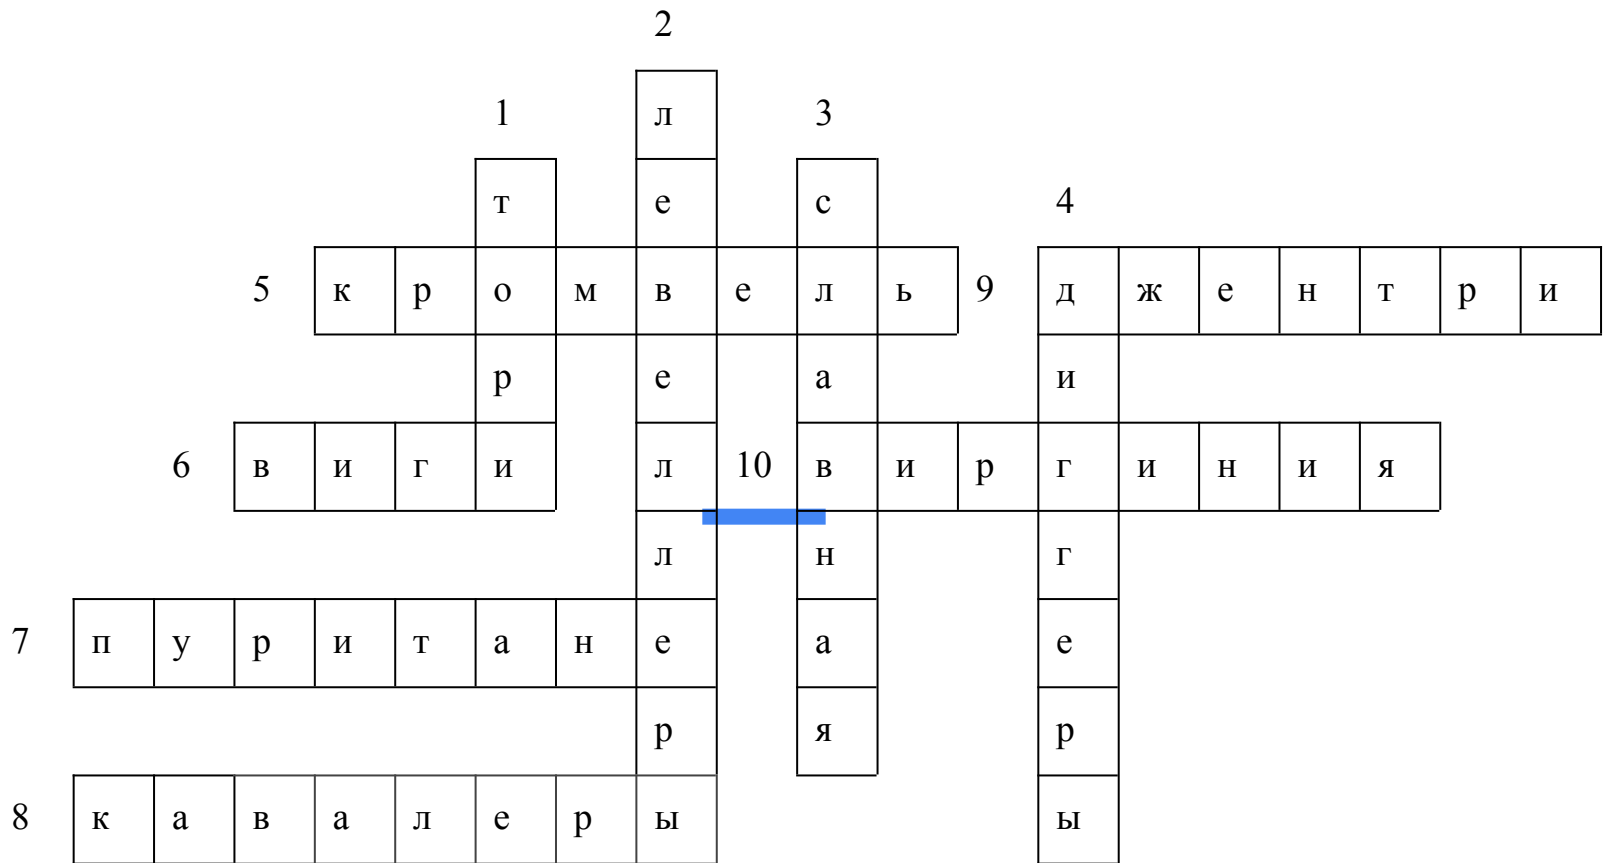 2
1 л 3
т е с 4
5 к р о м в е л ь 9 д ж е н т р и
р е а и
6 в и г и л 10 в и р г и н и я
л н г
7 п у р и т а н е а е
р я р
8 к а в а л е р ы ы